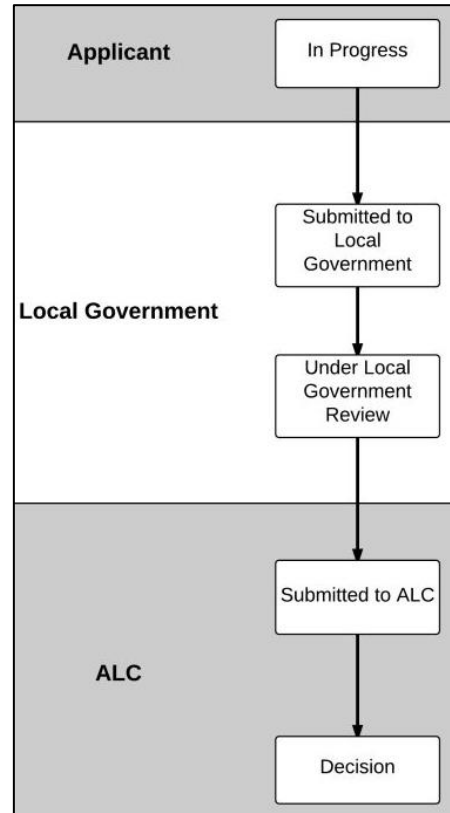 Applicant
In Progress
Submitted to
Local
Government
Local Government
Under Local
Government
Review
Submitted to ALC
ALC
Decision